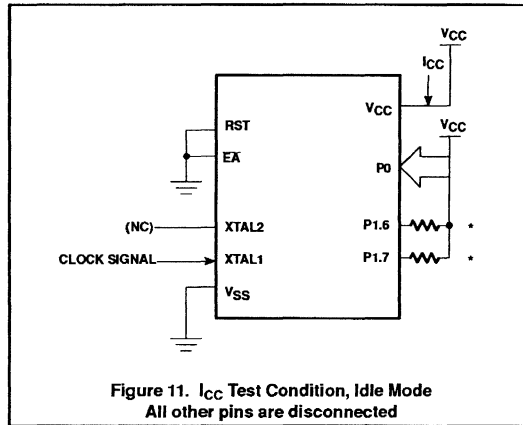 VCC
ICC
VCC
VCC
RST
EA
P0
(NC)
XTAL2
P1.6
*
CLOCK SIGNAL
XTAL1
P1.7
*
VSS
Figure 11. ICC Test Condition, Idle Mode
All other pins are disconnected